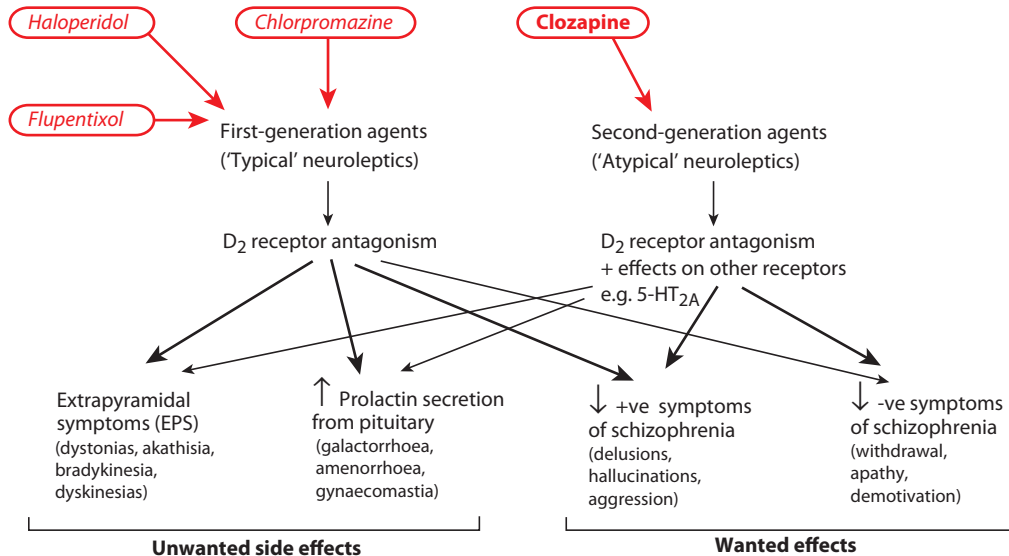 Haloperidol
Chlorpromazine
Clozapine
Flupentixol
First-generation agents
('Typical' neuroleptics)
Second-generation agents
('Atypical' neuroleptics)
D2 receptor antagonism
D2 receptor antagonism
+ effects on other receptors
e.g. 5-HT2A
Extrapyramidal
symptoms (EPS)
(dystonias, akathisia,
bradykinesia,
dyskinesias)
↑ Prolactin secretion
from pituitary
(galactorrhoea,
amenorrhoea,
gynaecomastia)
↓ +ve symptoms
of schizophrenia
(delusions,
hallucinations,
aggression)
↓ -ve symptoms
of schizophrenia
(withdrawal,
apathy,
demotivation)
Unwanted side effects
Wanted effects